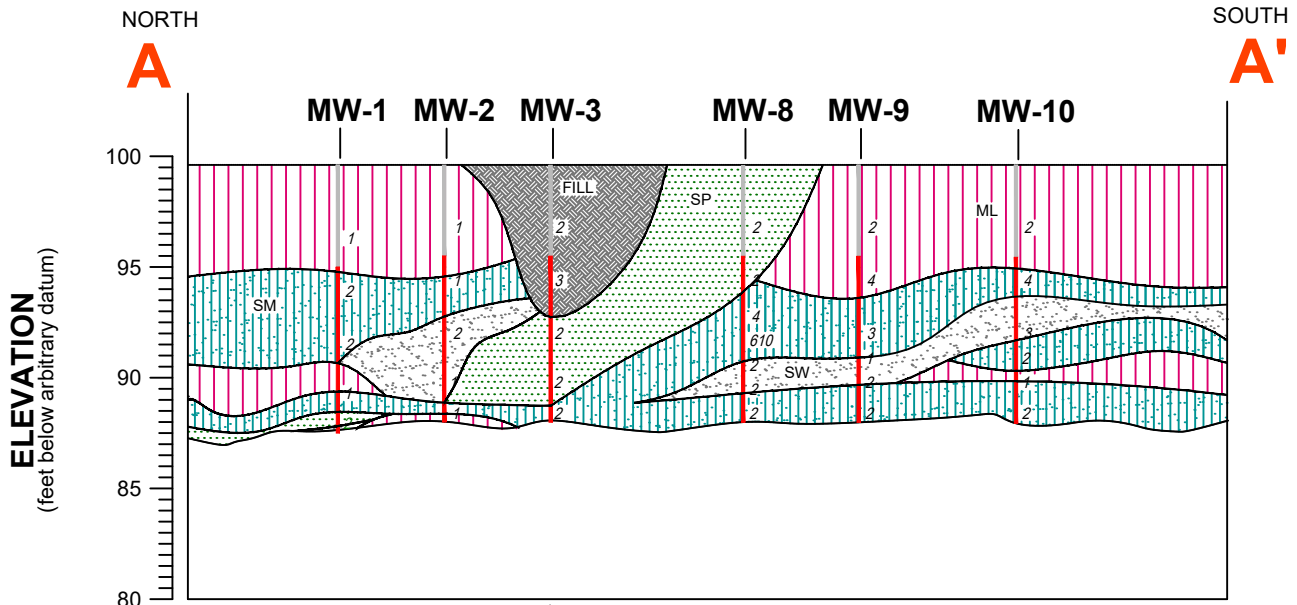 NORTH
SOUTH
A
A'
MW-1 MW-2 MW-3 MW-8 MW-9 MW-10
100
FILL
SP
ML
1 1 2 2 2 2
95
2 1 3 4 4
SM
4
2 2 2 610 3
SW
2 1 2
90
2 2 2 1
1
1 2 2 2 2
85
80
ELEVATION
(feet below arbitrary datum)